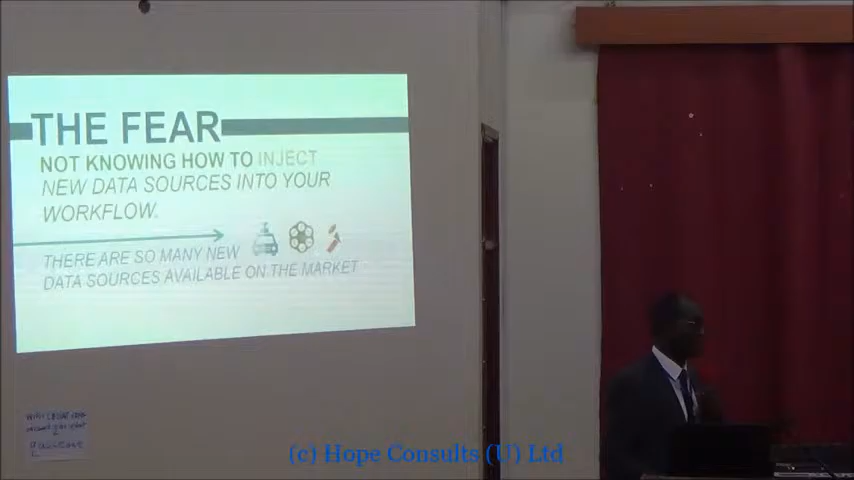 THE FEAR
NOT KNOWING HOW TO INJECT
NEW DATA SOURCES INTO YOUR
WORKFLOW.
THERE ARE SO MANY NEW
DATA SOURCES AVAILABLE ON THE MARKET
(c) Hope Consults (U) Ltd